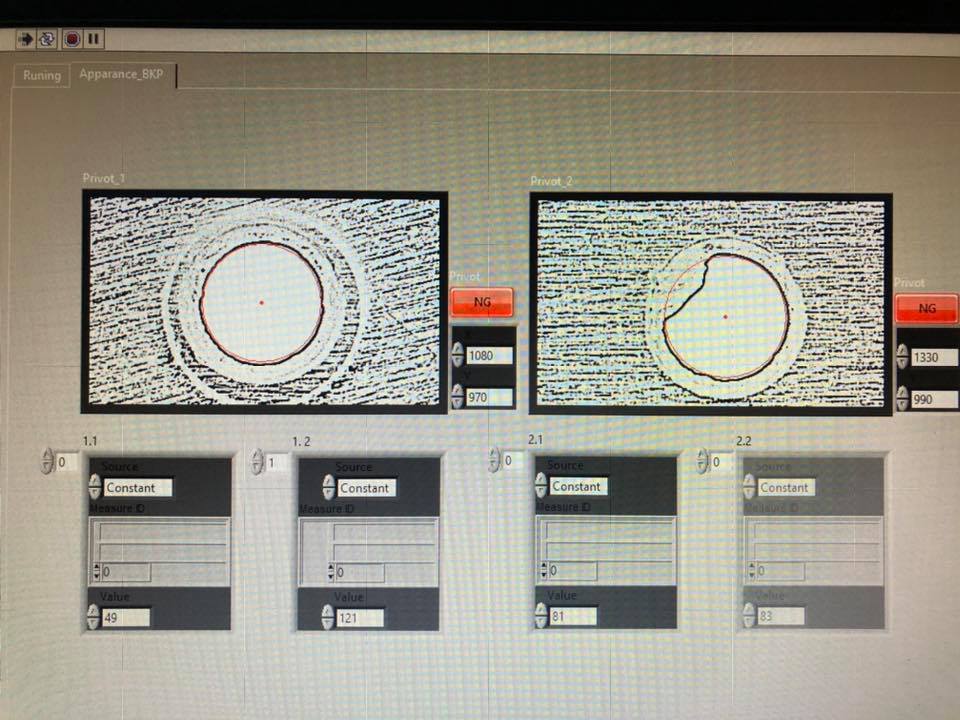 Runing
Apparance_BKP
Privot_1
Privot_2
Privot
NG
1080
970
Privot
NG
1330
990
1.1
0
Source
Constant
Measure ID
0
Value
49
1. 2
1
Source
Constant
Measure ID
0
Value
121
2.1
0
Source
Constant
Measure ID
0
Value
81
2.2
0
Source
Constant
Measure ID
0
Value
83